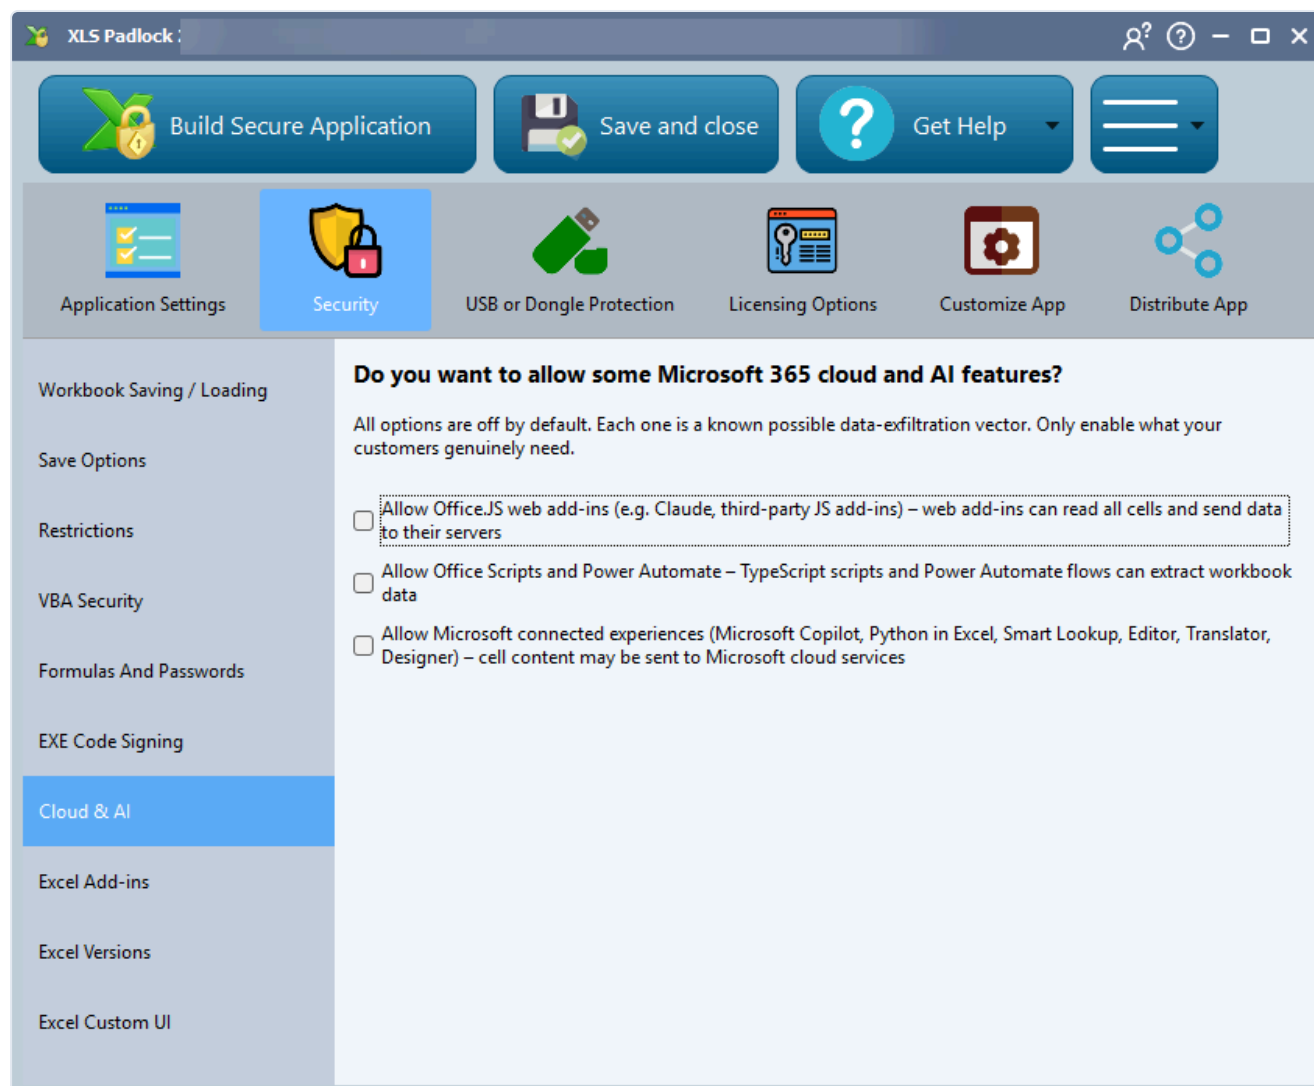 XLS Padlock
Build Secure Application
Save and close
Get Help
Application Settings
Security
USB or Dongle Protection
Licensing Options
Customize App
Distribute App
Workbook Saving / Loading
Save Options
Restrictions
VBA Security
Formulas And Passwords
EXE Code Signing
Cloud & AI
Excel Add-ins
Excel Versions
Excel Custom UI
Do you want to allow some Microsoft 365 cloud and AI features?
All options are off by default. Each one is a known possible data-exfiltration vector. Only enable what your
customers genuinely need.
Allow Office.JS web add-ins (e.g. Claude, third-party JS add-ins) – web add-ins can read all cells and send data
to their servers
Allow Office Scripts and Power Automate – TypeScript scripts and Power Automate flows can extract workbook
data
Allow Microsoft connected experiences (Microsoft Copilot, Python in Excel, Smart Lookup, Editor, Translator,
Designer) – cell content may be sent to Microsoft cloud services